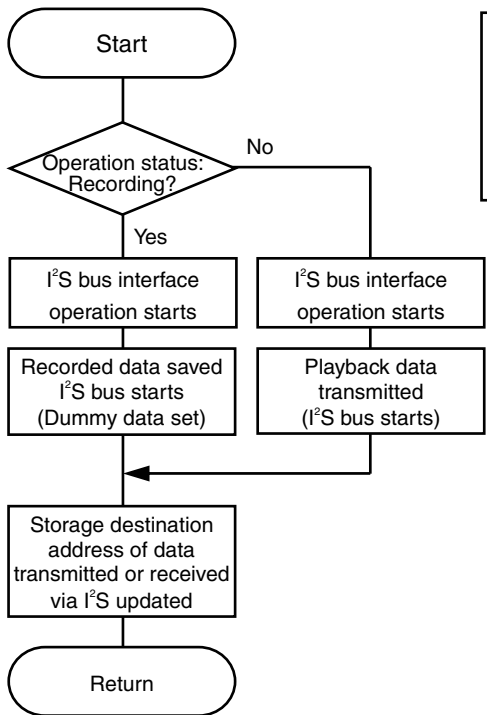 Start
Operation status:
Recording?
No
Yes
I²S bus interface
operation starts
I²S bus interface
operation starts
Recorded data saved
I²S bus starts
(Dummy data set)
Playback data
transmitted
(I²S bus starts)
Storage destination
address of data
transmitted or received
via I²S updated
Return